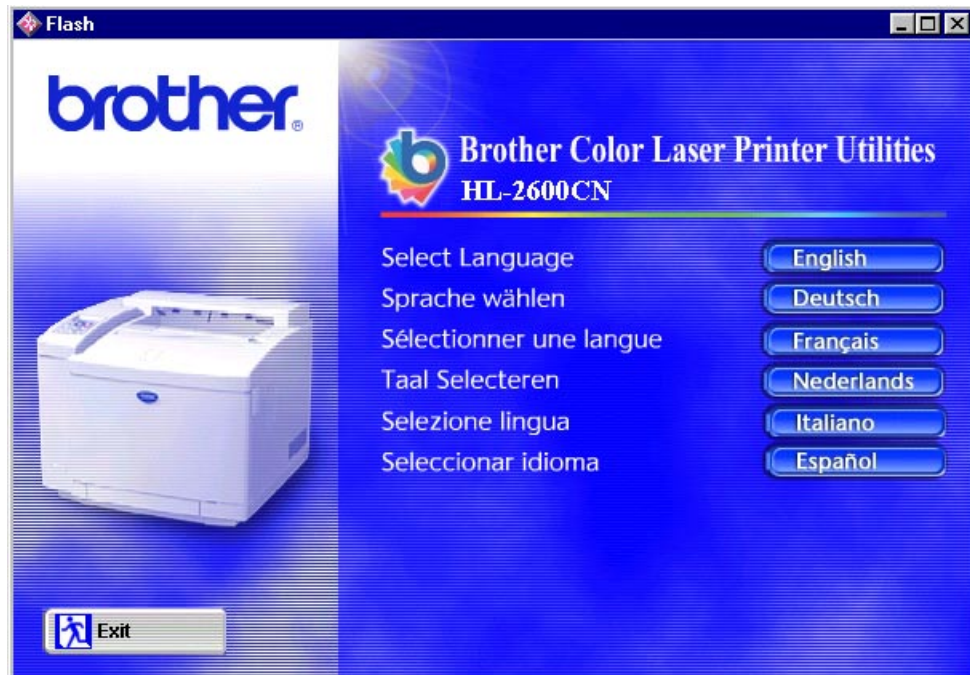 Flash
brother®
Brother Color Laser Printer Utilities
HL-2600CN
Select Language English
Sprache wählen Deutsch
Sélectionner une langue Français
Taal Selecteren Nederlands
Selezione lingua Italiano
Seleccionar idioma Español
Exit